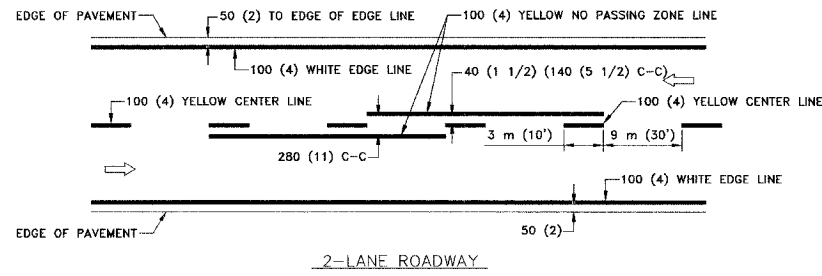 EDGE OF PAVEMENT
50 (2) TO EDGE OF EDGE LINE
100 (4) YELLOW NO PASSING ZONE LINE
100 (4) WHITE EDGE LINE
40 (1 1/2) (140 (5 1/2) C-C)
100 (4) YELLOW CENTER LINE
100 (4) YELLOW CENTER LINE
3 m (10')
9 m (30')
280 (11) C-C
100 (4) WHITE EDGE LINE
EDGE OF PAVEMENT
50 (2)
2-LANE ROADWAY